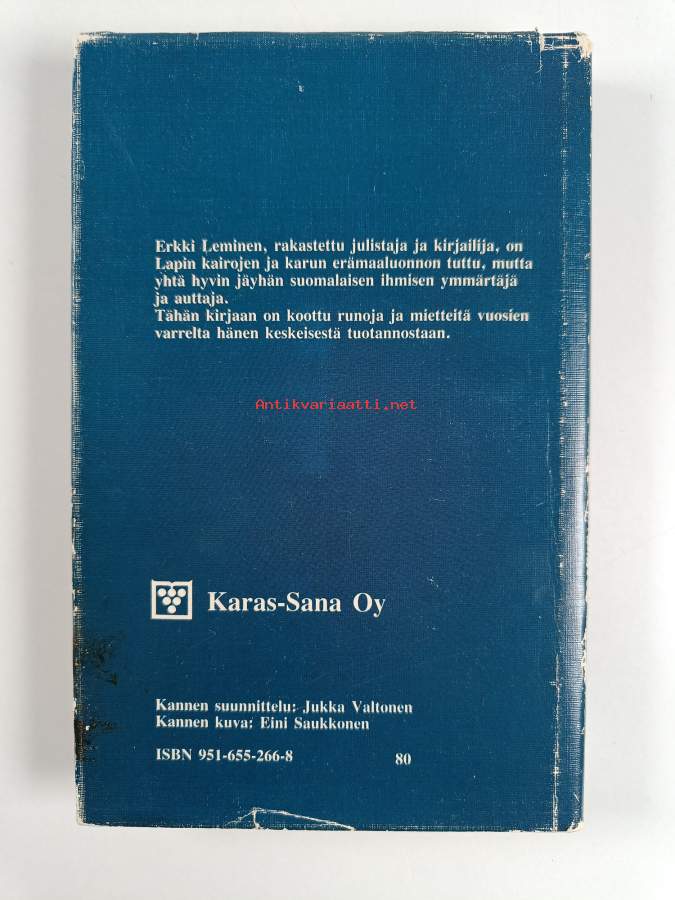 Erkki Leminen, rakastettu julistaja ja kirjailija, on
Lapin kairojen ja karun erämaaluonnon tuttu, mutta
yhtä hyvin jäyhän suomalaisen ihmisen ymmärtäjä
ja auttaja.
Tähän kirjaan on koottu runoja ja mietteitä vuosien
varrelta hänen keskeisestä tuotannostaan.
Antikvariaatti.net
Karas-Sana Oy
Kannen suunnittelu: Jukka Valtonen
Kannen kuva: Eini Saukkonen
ISBN 951-655-266-8 80